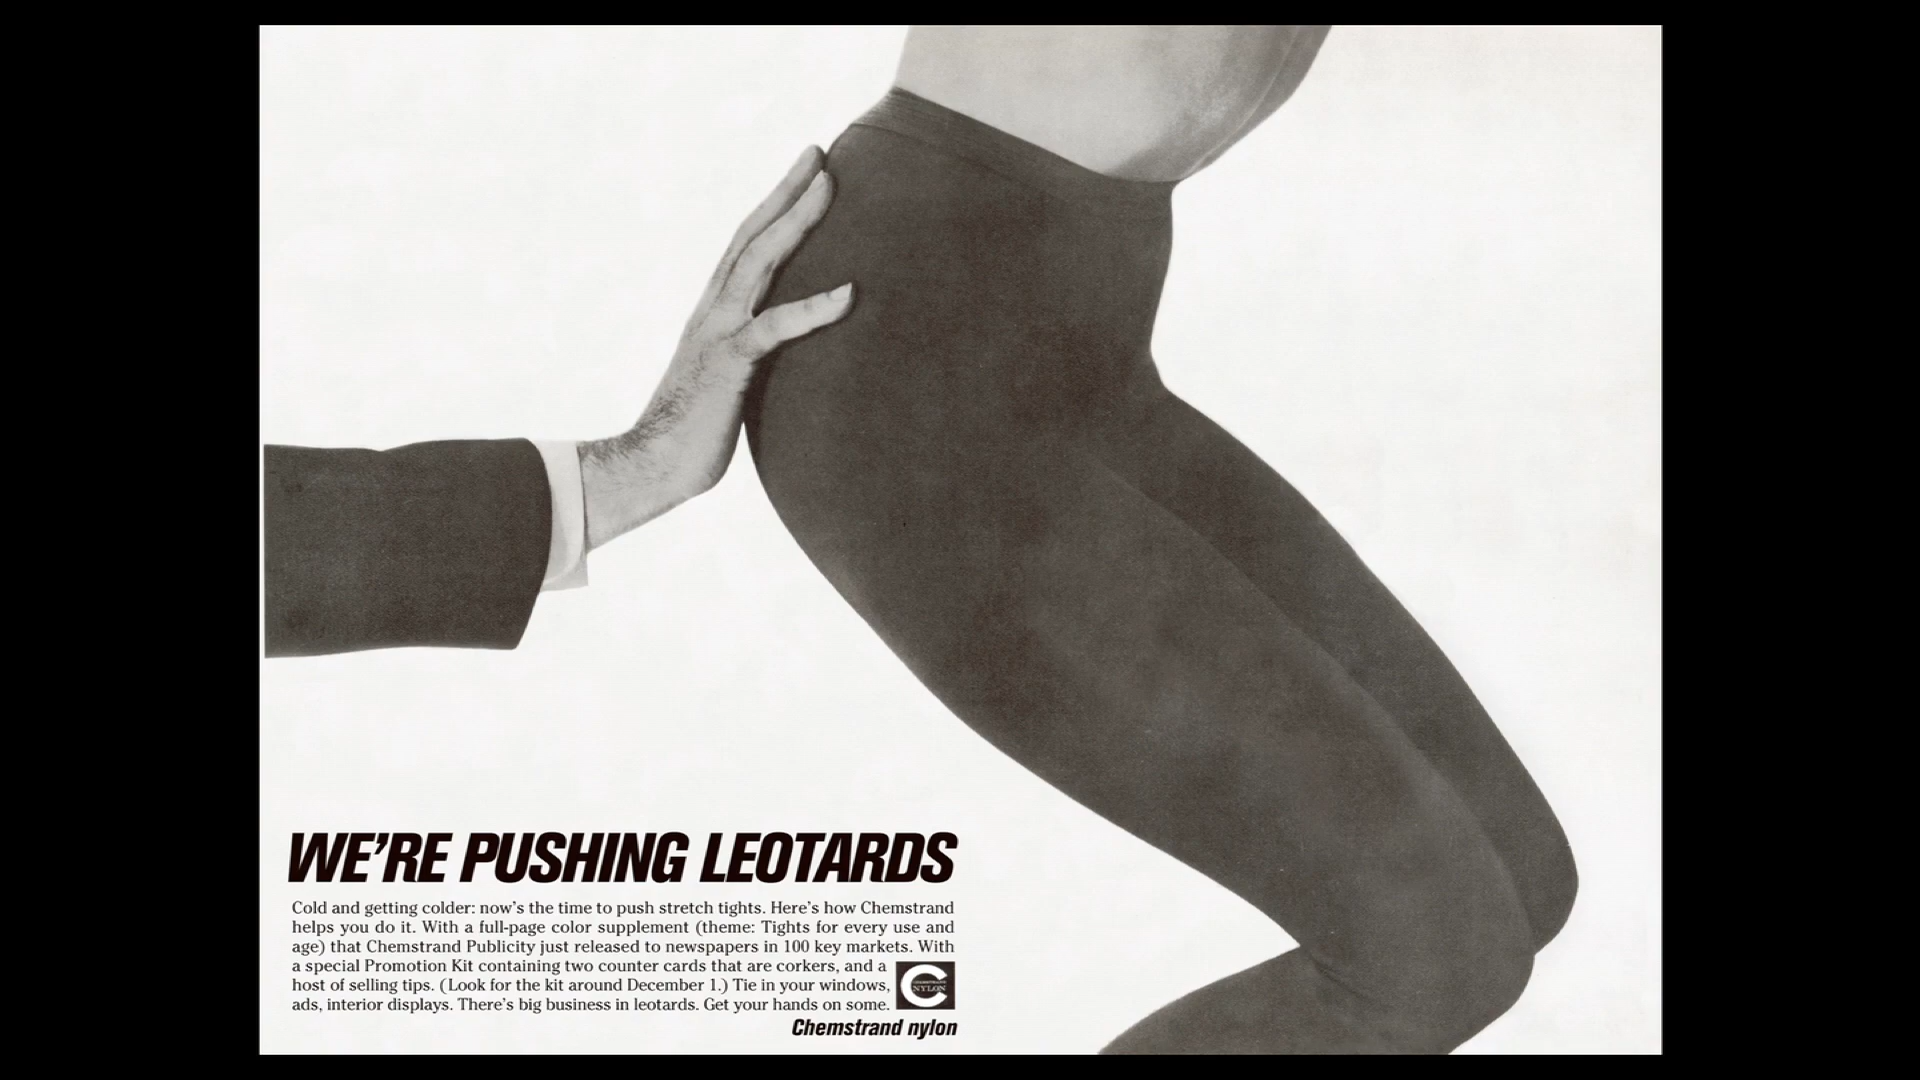 WE'RE PUSHING LEOTARDS
Cold and getting colder: now's the time to push stretch tights. Here's how Chemstrand
helps you do it. With a full-page color supplement (theme: Tights for every use and
age) that Chemstrand Publicity just released to newspapers in 100 key markets. With
a special Promotion Kit containing two counter cards that are corkers, and a
host of selling tips. (Look for the kit around December 1.) Tie in your windows,
ads, interior displays. There's big business in leotards. Get your hands on some.
CHEMSTRAND
NYLON
Chemstrand nylon